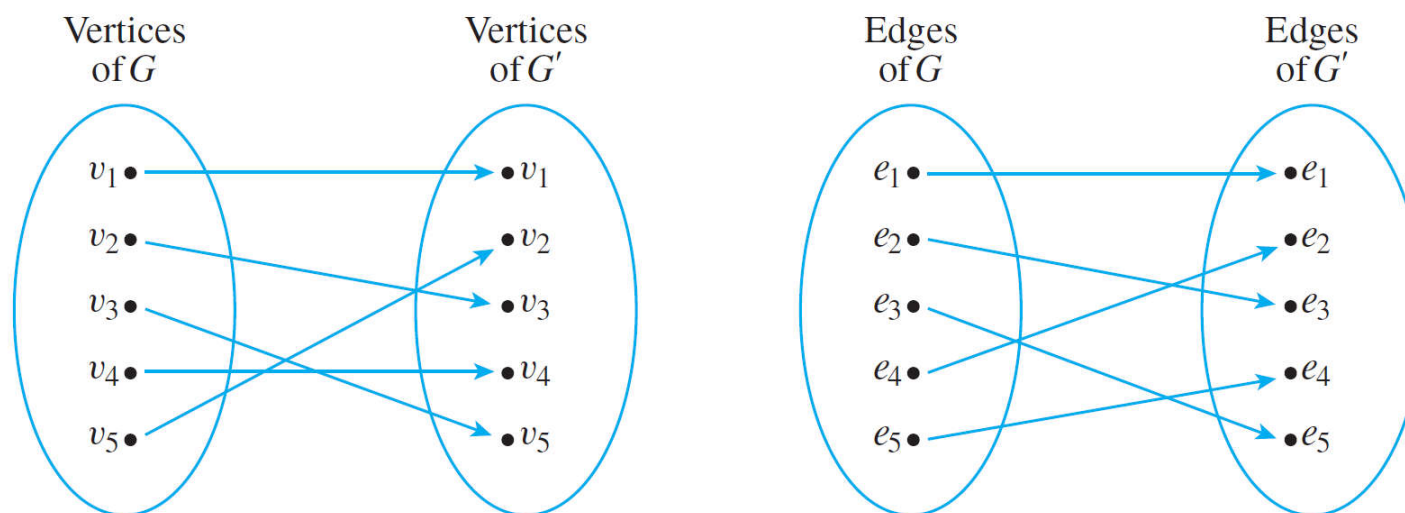 Vertices of G
Vertices of G′
Edges of G
Edges of G′
v₁ v₁ e₁ e₁
v₂ v₂ e₂ e₂
v₃ v₃ e₃ e₃
v₄ v₄ e₄ e₄
v₅ v₅ e₅ e₅